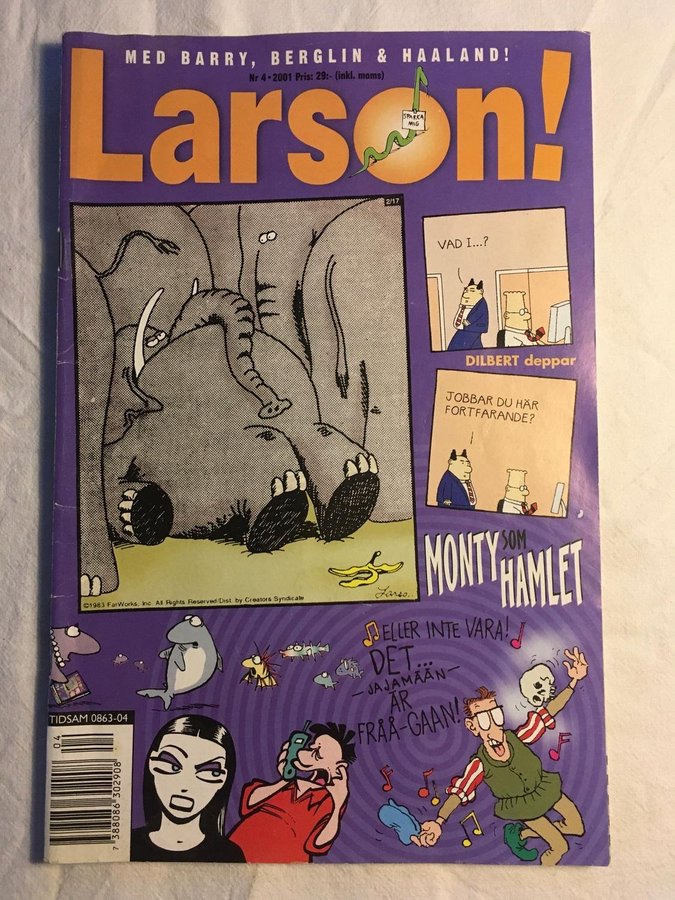 MED BARRY, BERGLIN & HAALAND!
Nr 4 • 2001 Pris: 29:- (inkl. moms)
Larson!
SPARKA
MIG
2/17
VAD I...?
DILBERT deppar
JOBBAR DU HÄR
FORTFARANDE?
©1983 FarWorks, Inc. All Rights Reserved/Dist. by Creators Syndicate
Larson
MONTY SOM
HAMLET
ELLER INTE VARA!
DET...
-JAJAMÄÄN-
ÄR
FRÅÅ-GAAN!
TIDSAM 0863-04
04
7 388086 302908